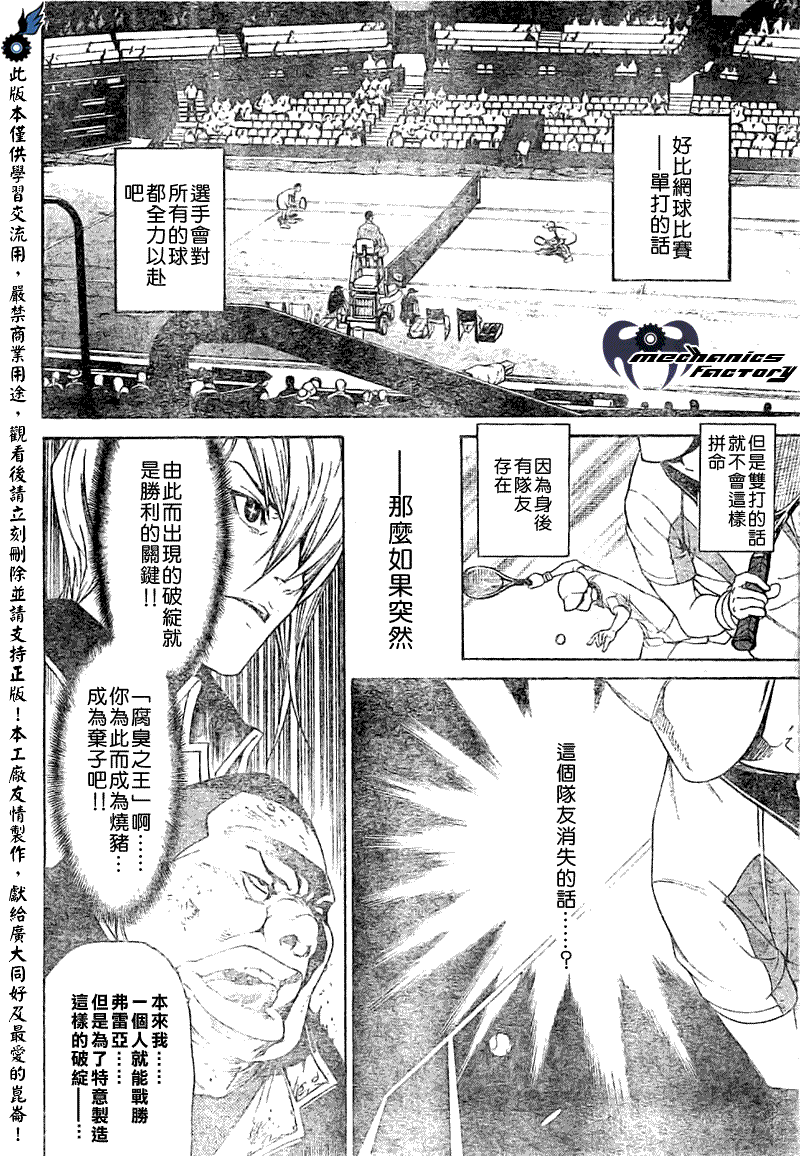 好比網球比賽
——單打的話
選手會對
所有的球
都全力以赴
吧
mechanics
factory
但是雙打的話
就不會這樣
拼命
因為身後
有隊友
存在
——那麼如果突然
這個隊友消失的話……？
由此而出現的破綻就
是勝利的關鍵!!
「腐臭之王」啊……
你為此而成為燒豬…
成為棄子吧!!
本來我……
一個人就能戰勝
弗雷亞……
但是為了特意製造
這樣的破綻——…
此版本僅供學習交流用，嚴禁商業用途，觀看後請立刻刪除並請支持正版！本工廠友情製作，獻給廣大同好及最愛的崑崙！